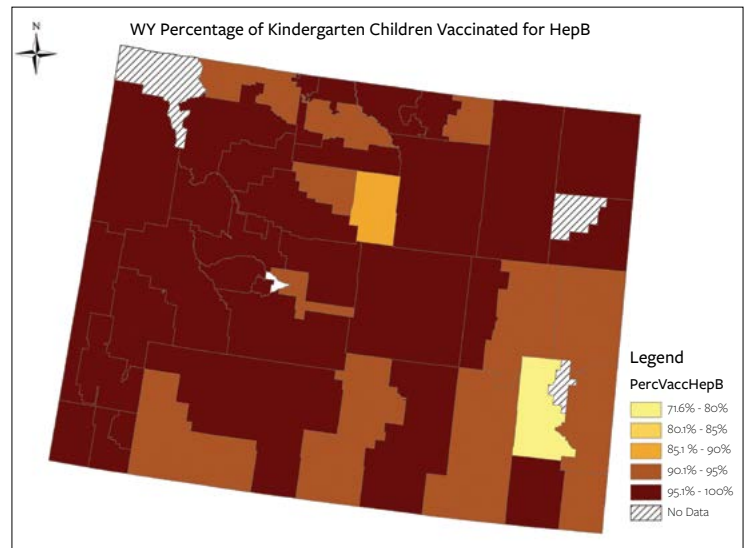 WY Percentage of Kindergarten Children Vaccinated for HepB
N
Legend
PercVaccHepB
71.6% - 80%
80.1% - 85%
85.1 % - 90%
90.1% - 95%
95.1% - 100%
No Data